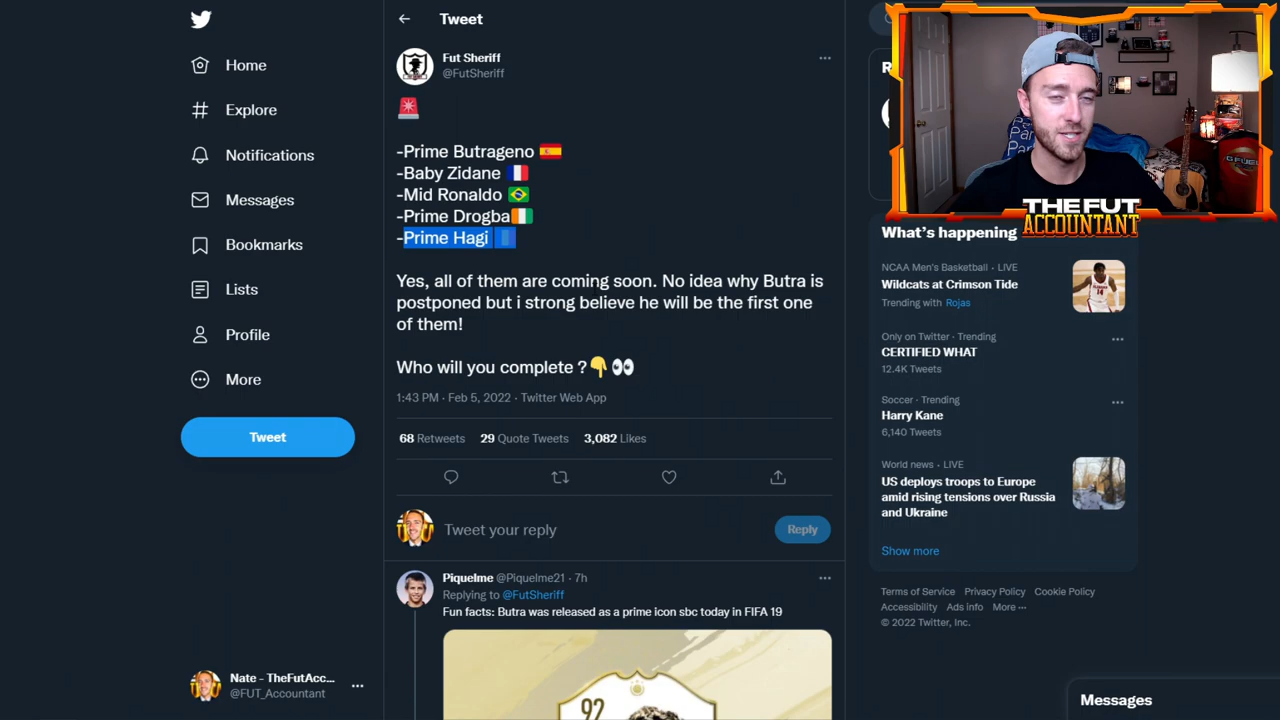 Home
Explore
Notifications
Messages
Bookmarks
Lists
Profile
More
Tweet
Nate - TheFutAcc...
@FUT_Accountant
Tweet
Fut Sheriff
@FutSheriff
-Prime Butrageno 🇪🇸
-Baby Zidane 🇫🇷
-Mid Ronaldo 🇧🇷
-Prime Drogba🇨🇮
-Prime Hagi
Yes, all of them are coming soon. No idea why Butra is
postponed but i strong believe he will be the first one
of them!
Who will you complete ?👇👀
1:43 PM · Feb 5, 2022 · Twitter Web App
68 Retweets 29 Quote Tweets 3,082 Likes
Tweet your reply
Reply
Piquelme @Piquelme21 · 7h
Replying to @FutSheriff
Fun facts: Butra was released as a prime icon sbc today in FIFA 19
92
THE FUT
ACCOUNTANT
What's happening
NCAA Men's Basketball · LIVE
Wildcats at Crimson Tide
Trending with Rojas
Only on Twitter · Trending
CERTIFIED WHAT
12.4K Tweets
Soccer · Trending
Harry Kane
6,140 Tweets
World news · LIVE
US deploys troops to Europe
amid rising tensions over Russia
and Ukraine
Show more
Terms of Service Privacy Policy Cookie Policy
Accessibility Ads info More ···
© 2022 Twitter, Inc.
Messages